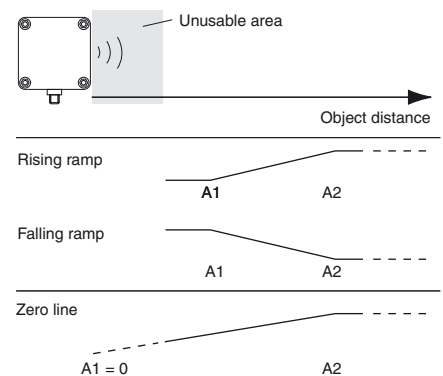 Unusable area
Object distance
Rising ramp
A1 A2
Falling ramp
A1 A2
Zero line
A1 = 0 A2